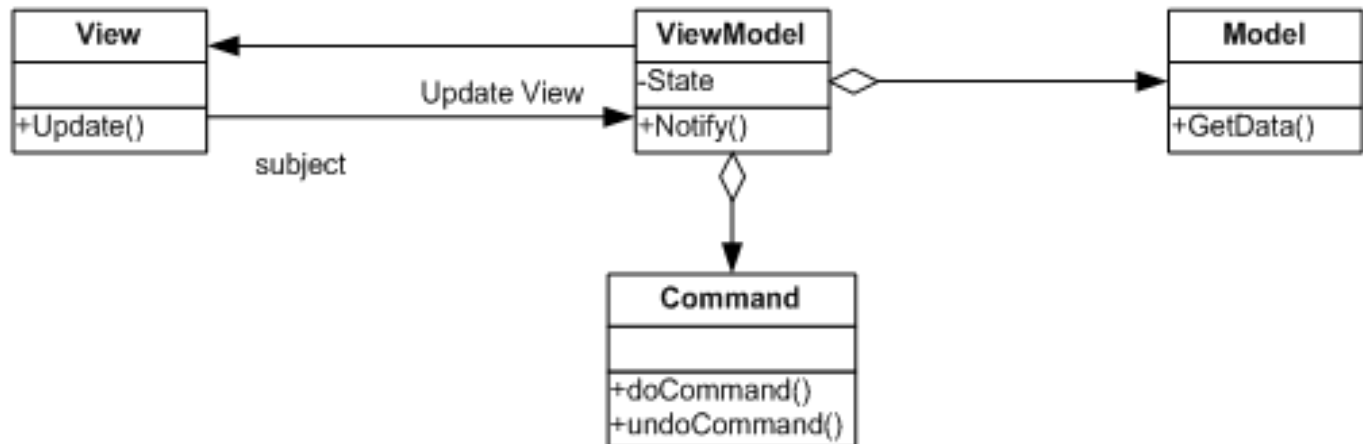 View
+Update()
Update View
subject
ViewModel
-State
+Notify()
Model
+GetData()
Command
+doCommand()
+undoCommand()